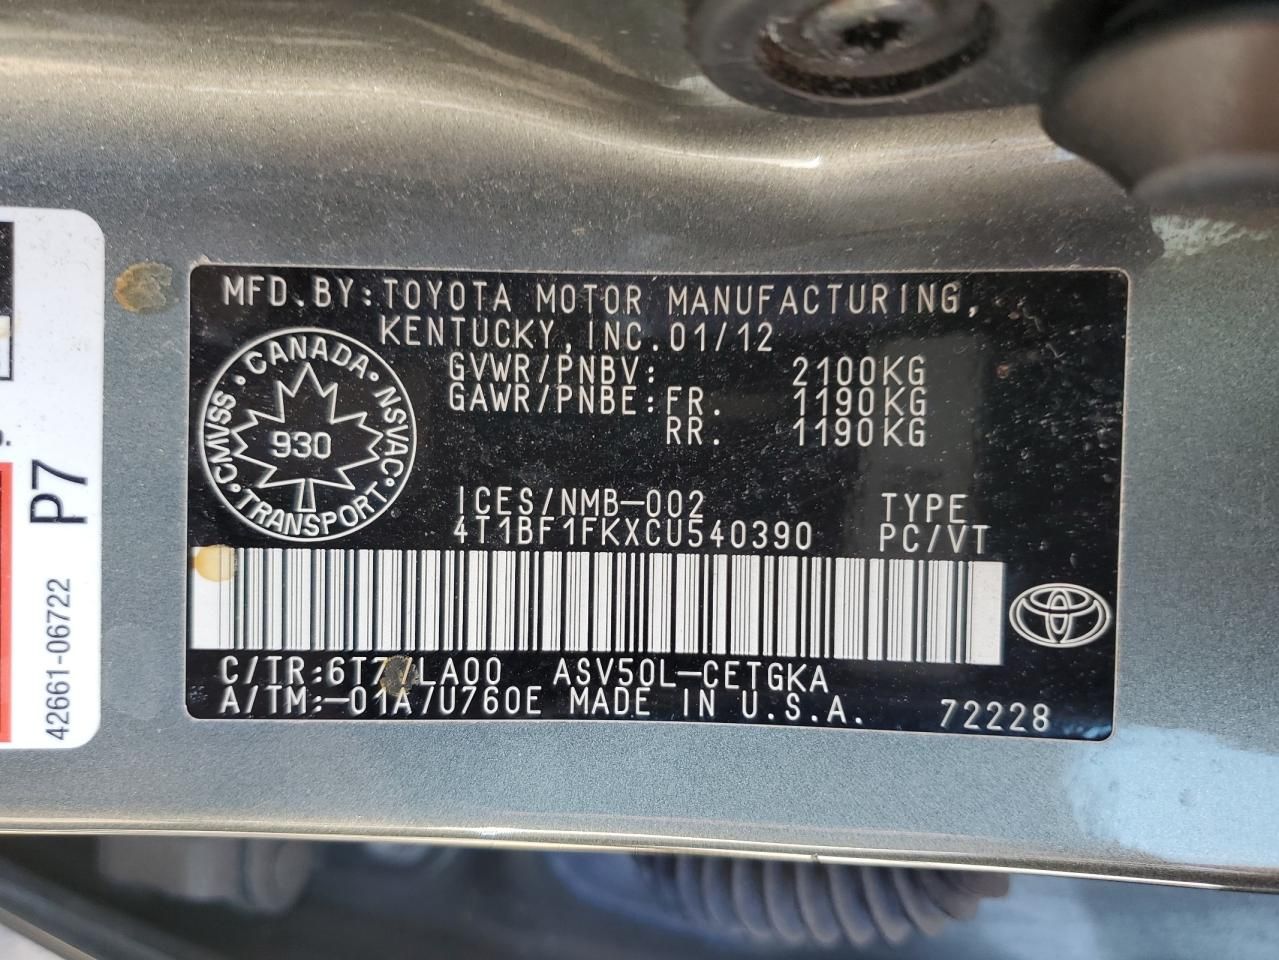 MFD.BY:TOYOTA MOTOR MANUFACTURING,
KENTUCKY,INC.01/12
GVWR/PNBV: 2100KG
GAWR/PNBE:FR. 1190KG
RR. 1190KG
CANADA • NSVAC • TRANSPORT • CMVSS •
930
ICES/NMB-002 TYPE
4T1BF1FKXCU540390 PC/VT
C/TR:6T7/LA00 ASV50L-CETGKA
A/TM:-01A/U760E MADE IN U.S.A. 72228
P7
42661-06722